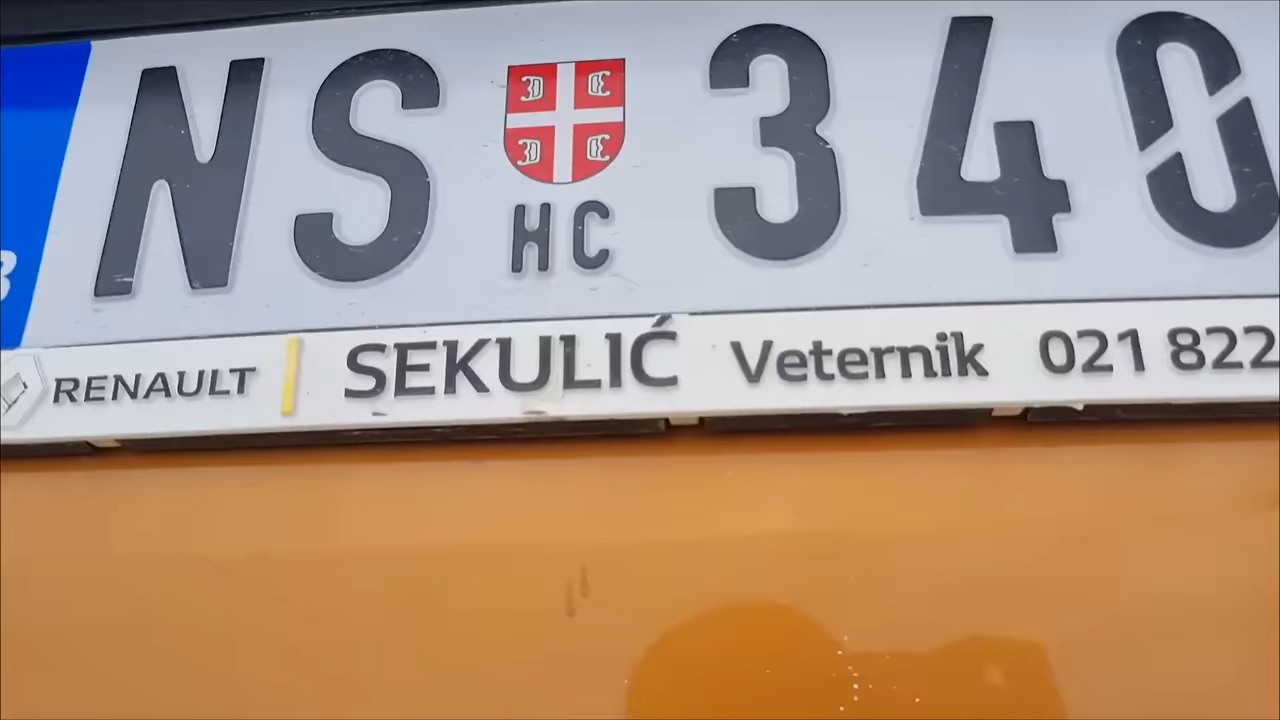 NS НС 340
RENAULT SEKULIĆ Veternik 021 822